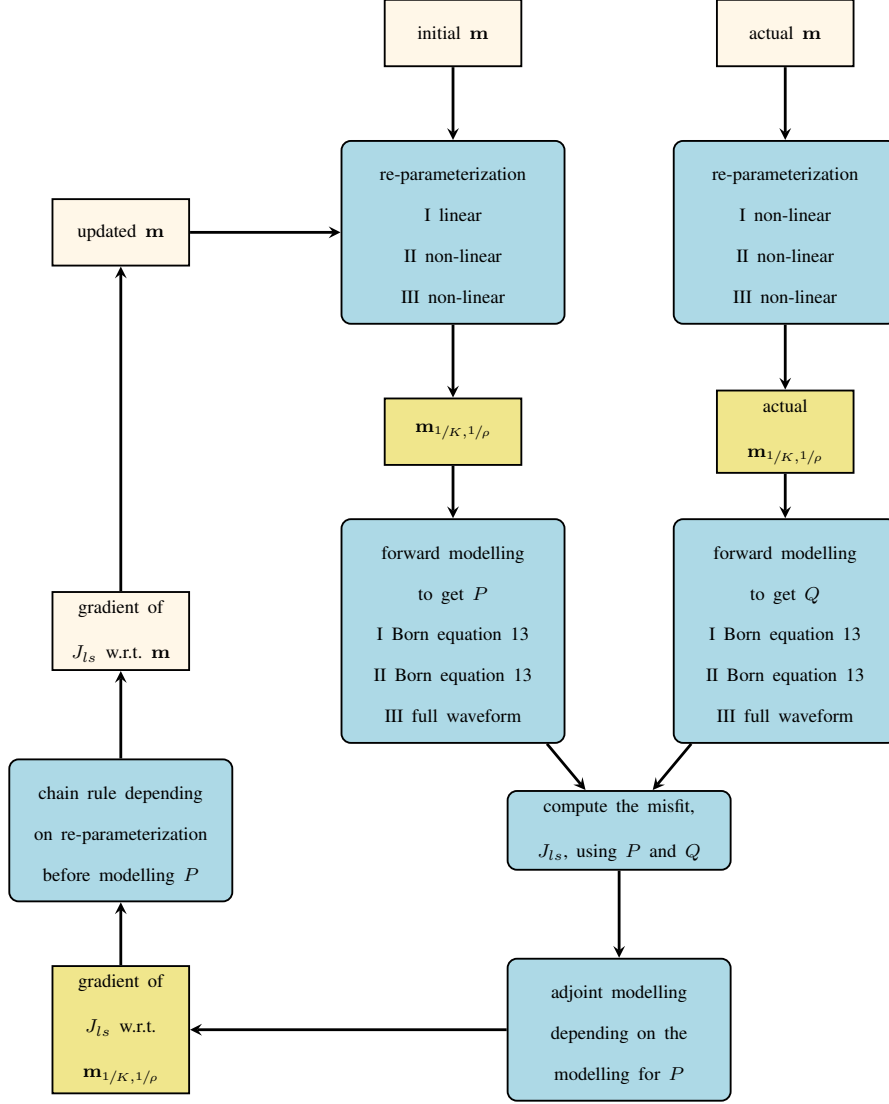 initial m
actual m
re-parameterization
I linear
II non-linear
III non-linear
re-parameterization
I non-linear
II non-linear
III non-linear
updated m
m1/K,1/ρ
actual
m1/K,1/ρ
forward modelling
to get P
I Born equation 13
II Born equation 13
III full waveform
forward modelling
to get Q
I Born equation 13
II Born equation 13
III full waveform
gradient of
Jls w.r.t. m
chain rule depending
on re-parameterization
before modelling P
compute the misfit,
Jls, using P and Q
gradient of
Jls w.r.t.
m1/K,1/ρ
adjoint modelling
depending on the
modelling for P